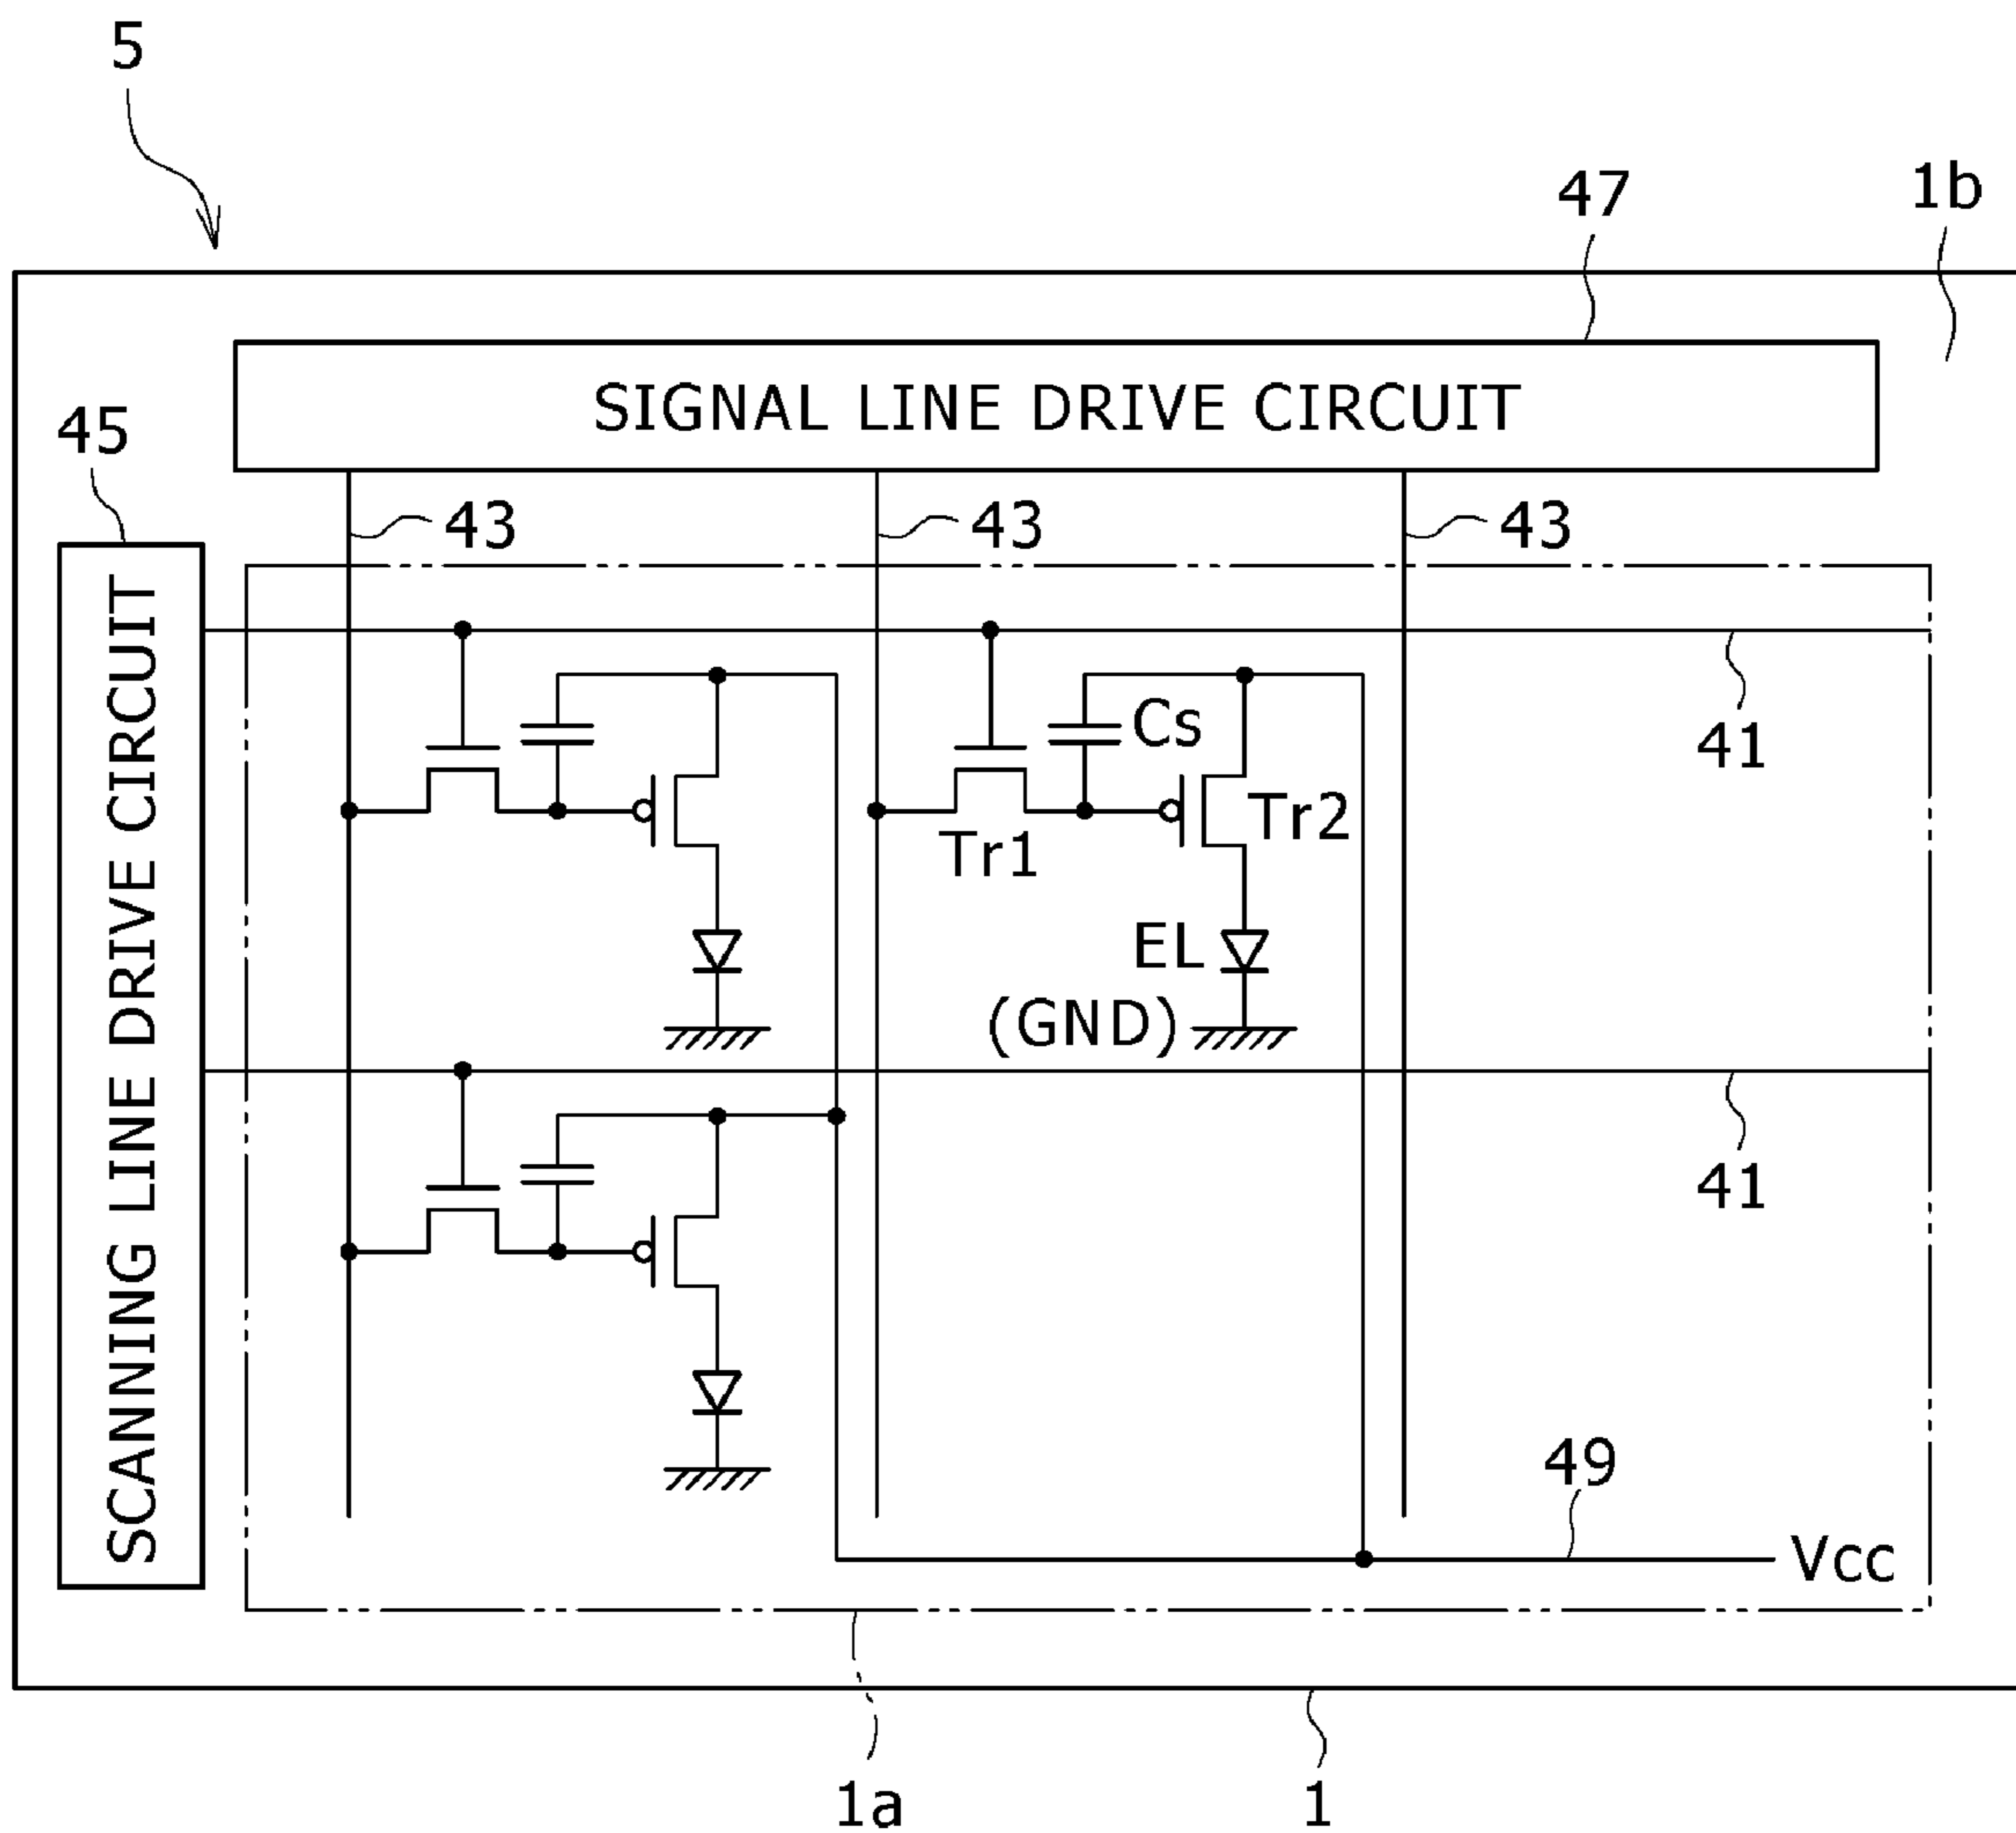 5
47
1b
SIGNAL LINE DRIVE CIRCUIT
45
43
43
43
SCANNING LINE DRIVE CIRCUIT
Cs
41
Tr2
Tr1
EL
(GND)
41
49
Vcc
1a
1